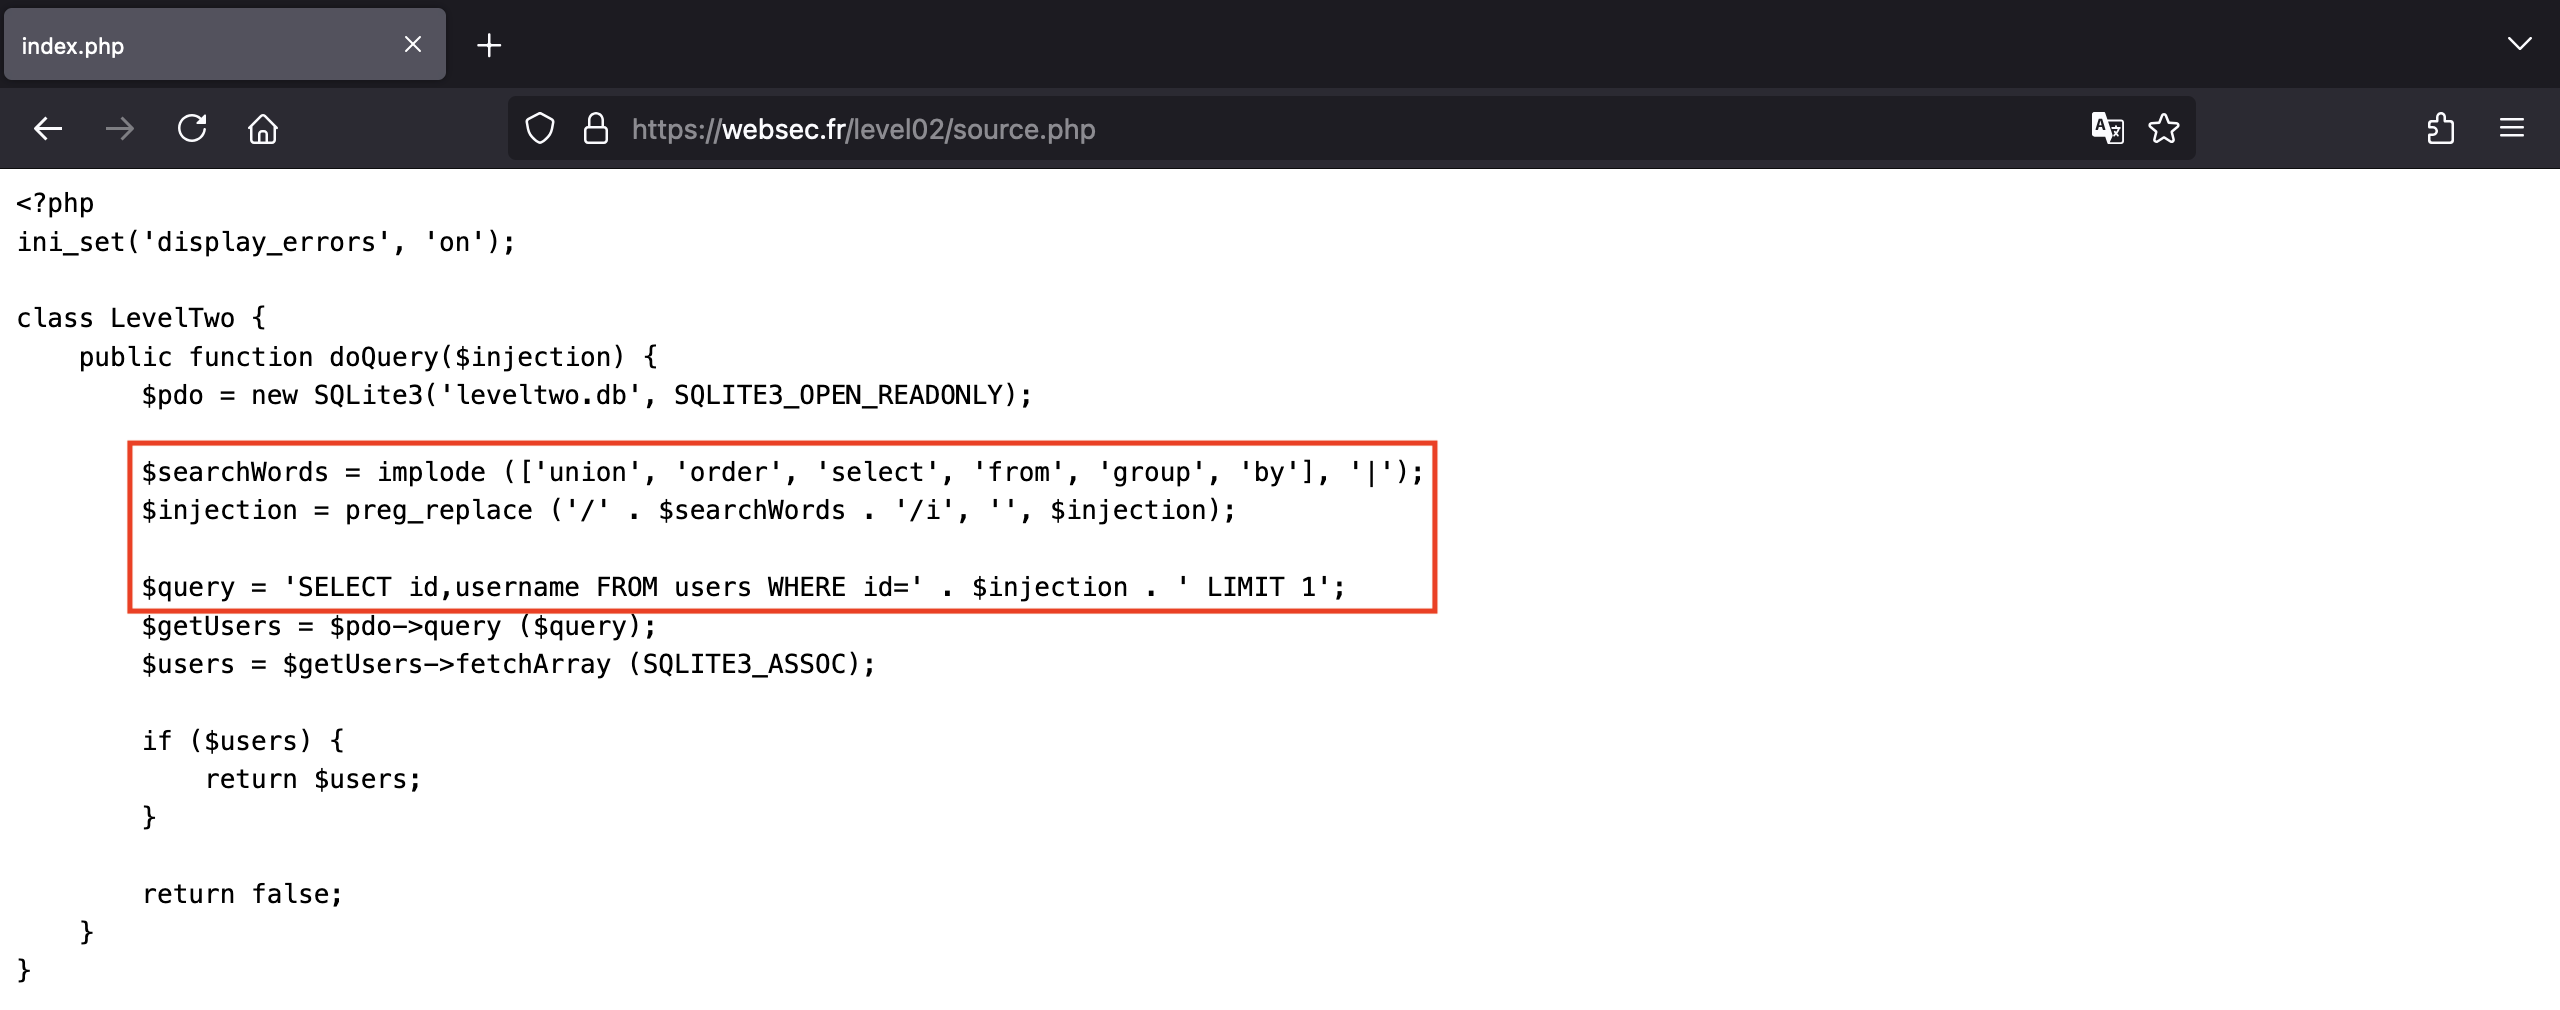 index.php
https://websec.fr/level02/source.php
<?php
ini_set('display_errors', 'on');
class LevelTwo {
    public function doQuery($injection) {
        $pdo = new SQLite3('leveltwo.db', SQLITE3_OPEN_READONLY);
        $searchWords = implode (['union', 'order', 'select', 'from', 'group', 'by'], '|');
        $injection = preg_replace ('/' . $searchWords . '/i', '', $injection);
        $query = 'SELECT id,username FROM users WHERE id=' . $injection . ' LIMIT 1';
        $getUsers = $pdo->query ($query);
        $users = $getUsers->fetchArray (SQLITE3_ASSOC);
        if ($users) {
            return $users;
        }
        return false;
    }
}